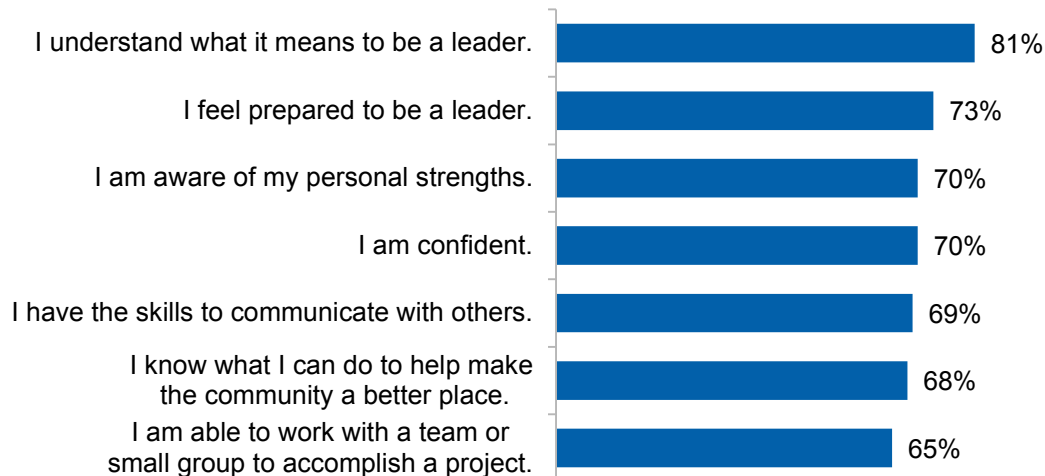 I understand what it means to be a leader.
81%
I feel prepared to be a leader.
73%
I am aware of my personal strengths.
70%
I am confident.
70%
I have the skills to communicate with others.
69%
I know what I can do to help make
the community a better place.
68%
I am able to work with a team or
small group to accomplish a project.
65%